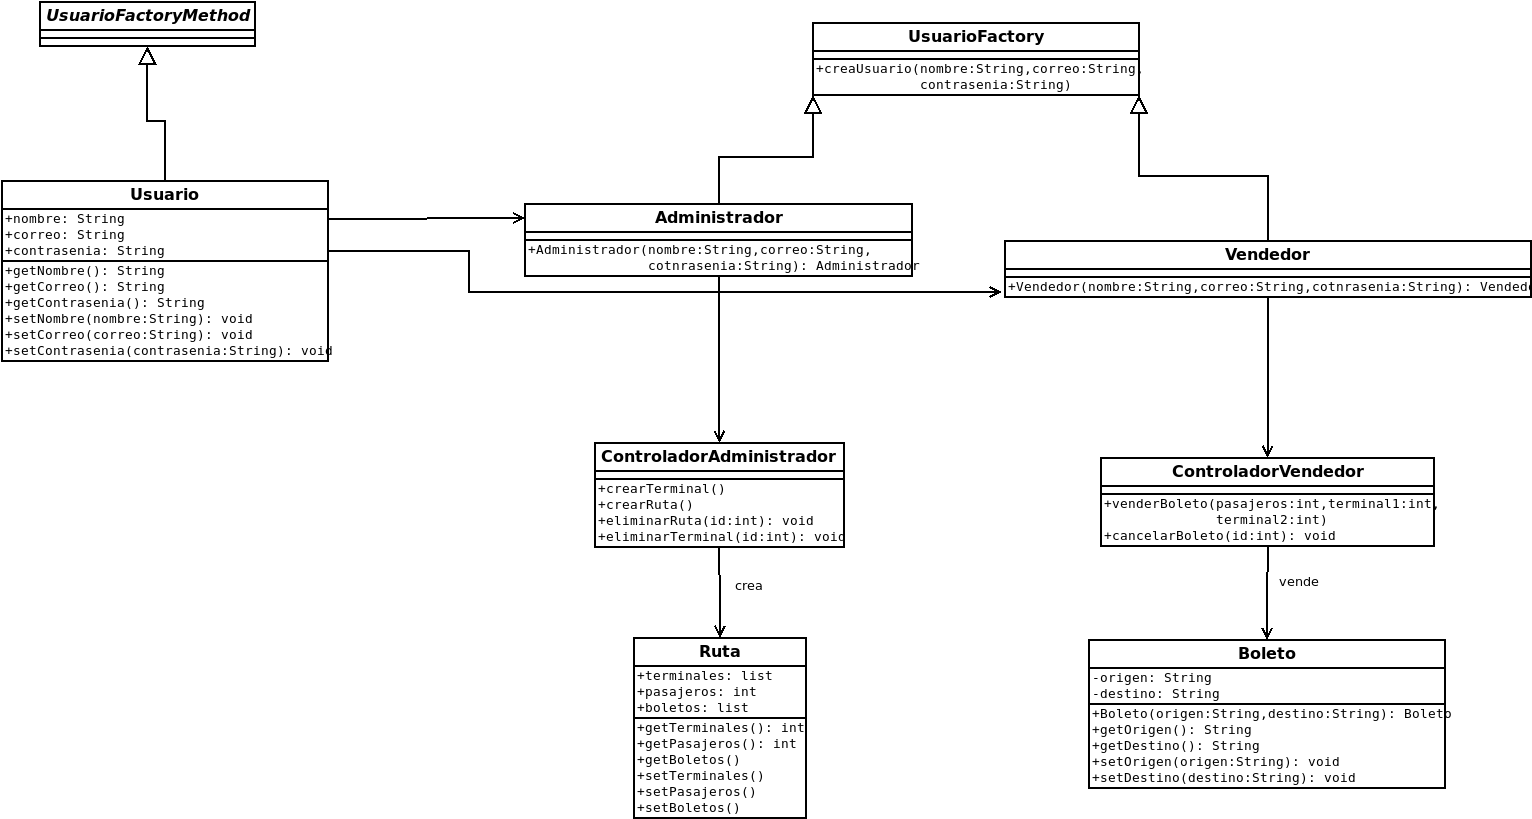 UsuarioFactoryMethod
UsuarioFactory
+creaUsuario(nombre:String,correo:String,
contrasenia:String)
Usuario
+nombre: String
+correo: String
+contrasenia: String
+getNombre(): String
+getCorreo(): String
+getContrasenia(): String
+setNombre(nombre:String): void
+setCorreo(correo:String): void
+setContrasenia(contrasenia:String): void
Administrador
+Administrador(nombre:String,correo:String,
cotnrasenia:String): Administrador
Vendedor
+Vendedor(nombre:String,correo:String,cotnrasenia:String): Vended
ControladorAdministrador
+crearTerminal()
+crearRuta()
+eliminarRuta(id:int): void
+eliminarTerminal(id:int): void
ControladorVendedor
+venderBoleto(pasajeros:int,terminal1:int,
terminal2:int)
+cancelarBoleto(id:int): void
crea
vende
Ruta
+terminales: list
+pasajeros: int
+boletos: list
+getTerminales(): int
+getPasajeros(): int
+getBoletos()
+setTerminales()
+setPasajeros()
+setBoletos()
Boleto
-origen: String
-destino: String
+Boleto(origen:String,destino:String): Boleto
+getOrigen(): String
+getDestino(): String
+setOrigen(origen:String): void
+setDestino(destino:String): void